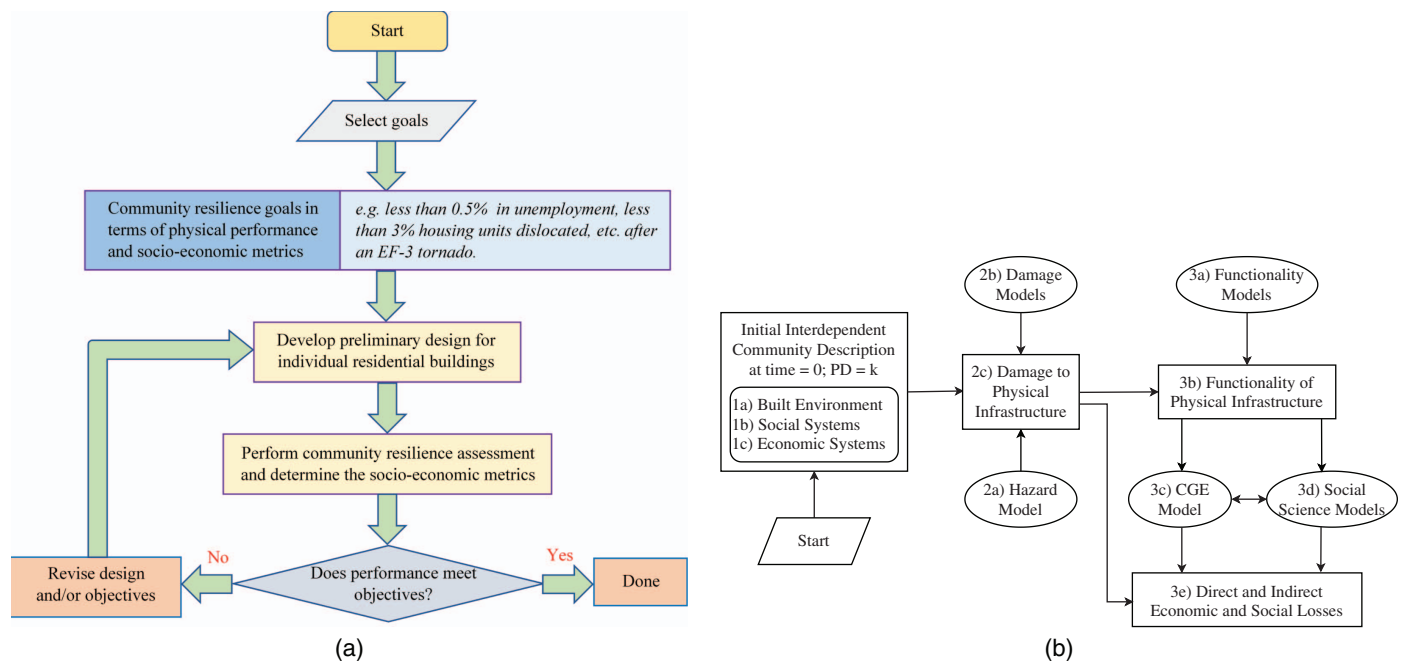 Start
Select goals
Community resilience goals in
terms of physical performance
and socio-economic metrics
e.g. less than 0.5% in unemployment, less
than 3% housing units dislocated, etc. after
an EF-3 tornado.
Develop preliminary design for
individual residential buildings
Perform community resilience assessment
and determine the socio-economic metrics
Does performance meet
objectives?
No
Yes
Revise design
and/or objectives
Done
(a)
Initial Interdependent
Community Description
at time = 0; PD = k
1a) Built Environment
1b) Social Systems
1c) Economic Systems
Start
2b) Damage
Models
2c) Damage to
Physical
Infrastructure
2a) Hazard
Model
3a) Functionality
Models
3b) Functionality of
Physical Infrastructure
3c) CGE
Model
3d) Social
Science Models
3e) Direct and Indirect
Economic and Social Losses
(b)